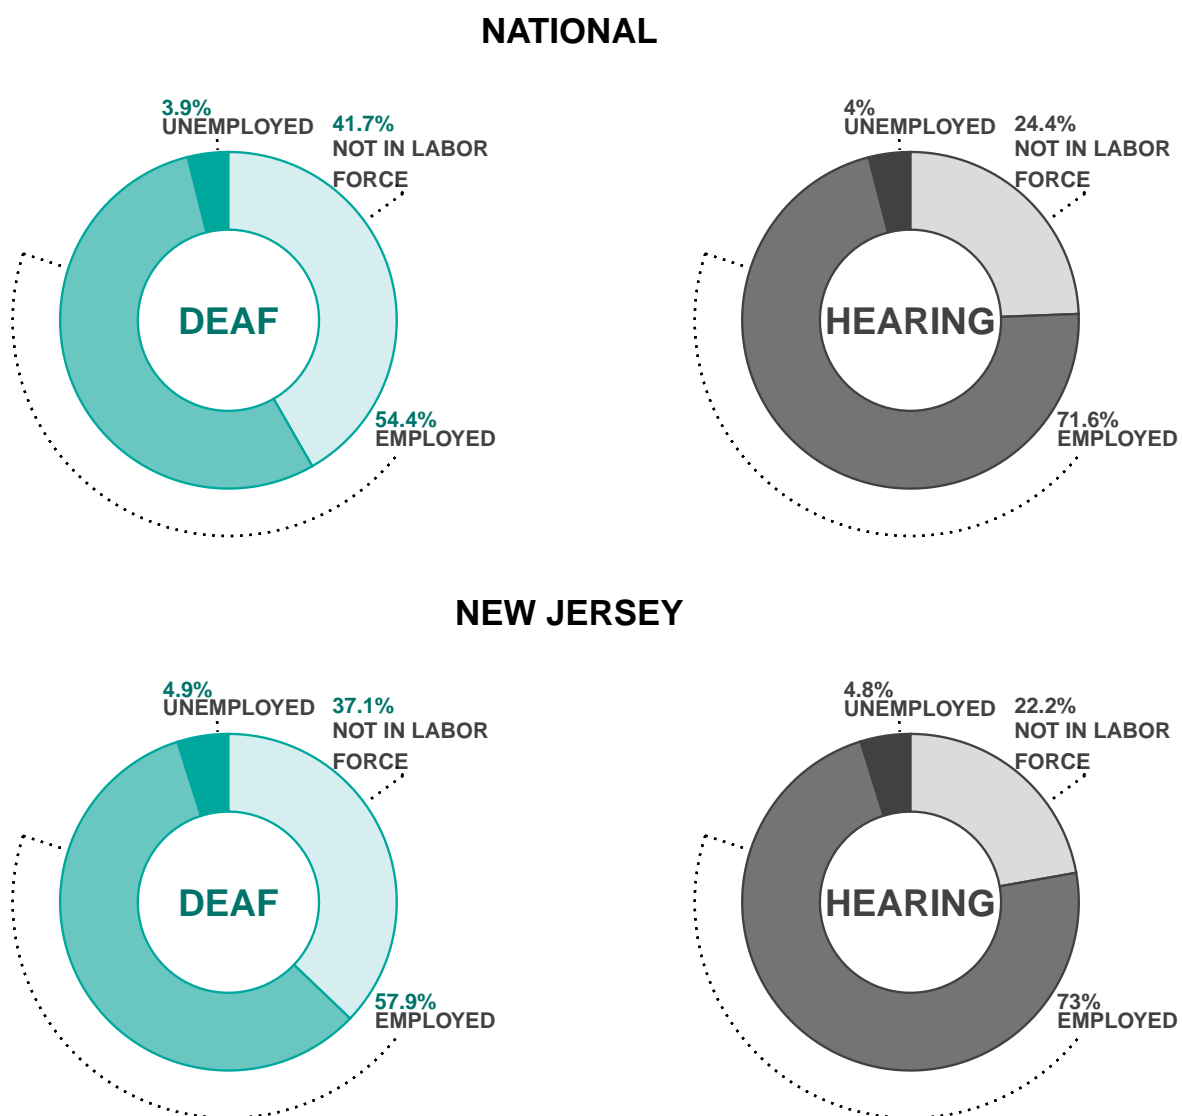 NATIONAL
3.9%
UNEMPLOYED
41.7%
NOT IN LABOR
FORCE
DEAF
54.4%
EMPLOYED
4%
UNEMPLOYED
24.4%
NOT IN LABOR
FORCE
HEARING
71.6%
EMPLOYED
NEW JERSEY
4.9%
UNEMPLOYED
37.1%
NOT IN LABOR
FORCE
DEAF
57.9%
EMPLOYED
4.8%
UNEMPLOYED
22.2%
NOT IN LABOR
FORCE
HEARING
73%
EMPLOYED